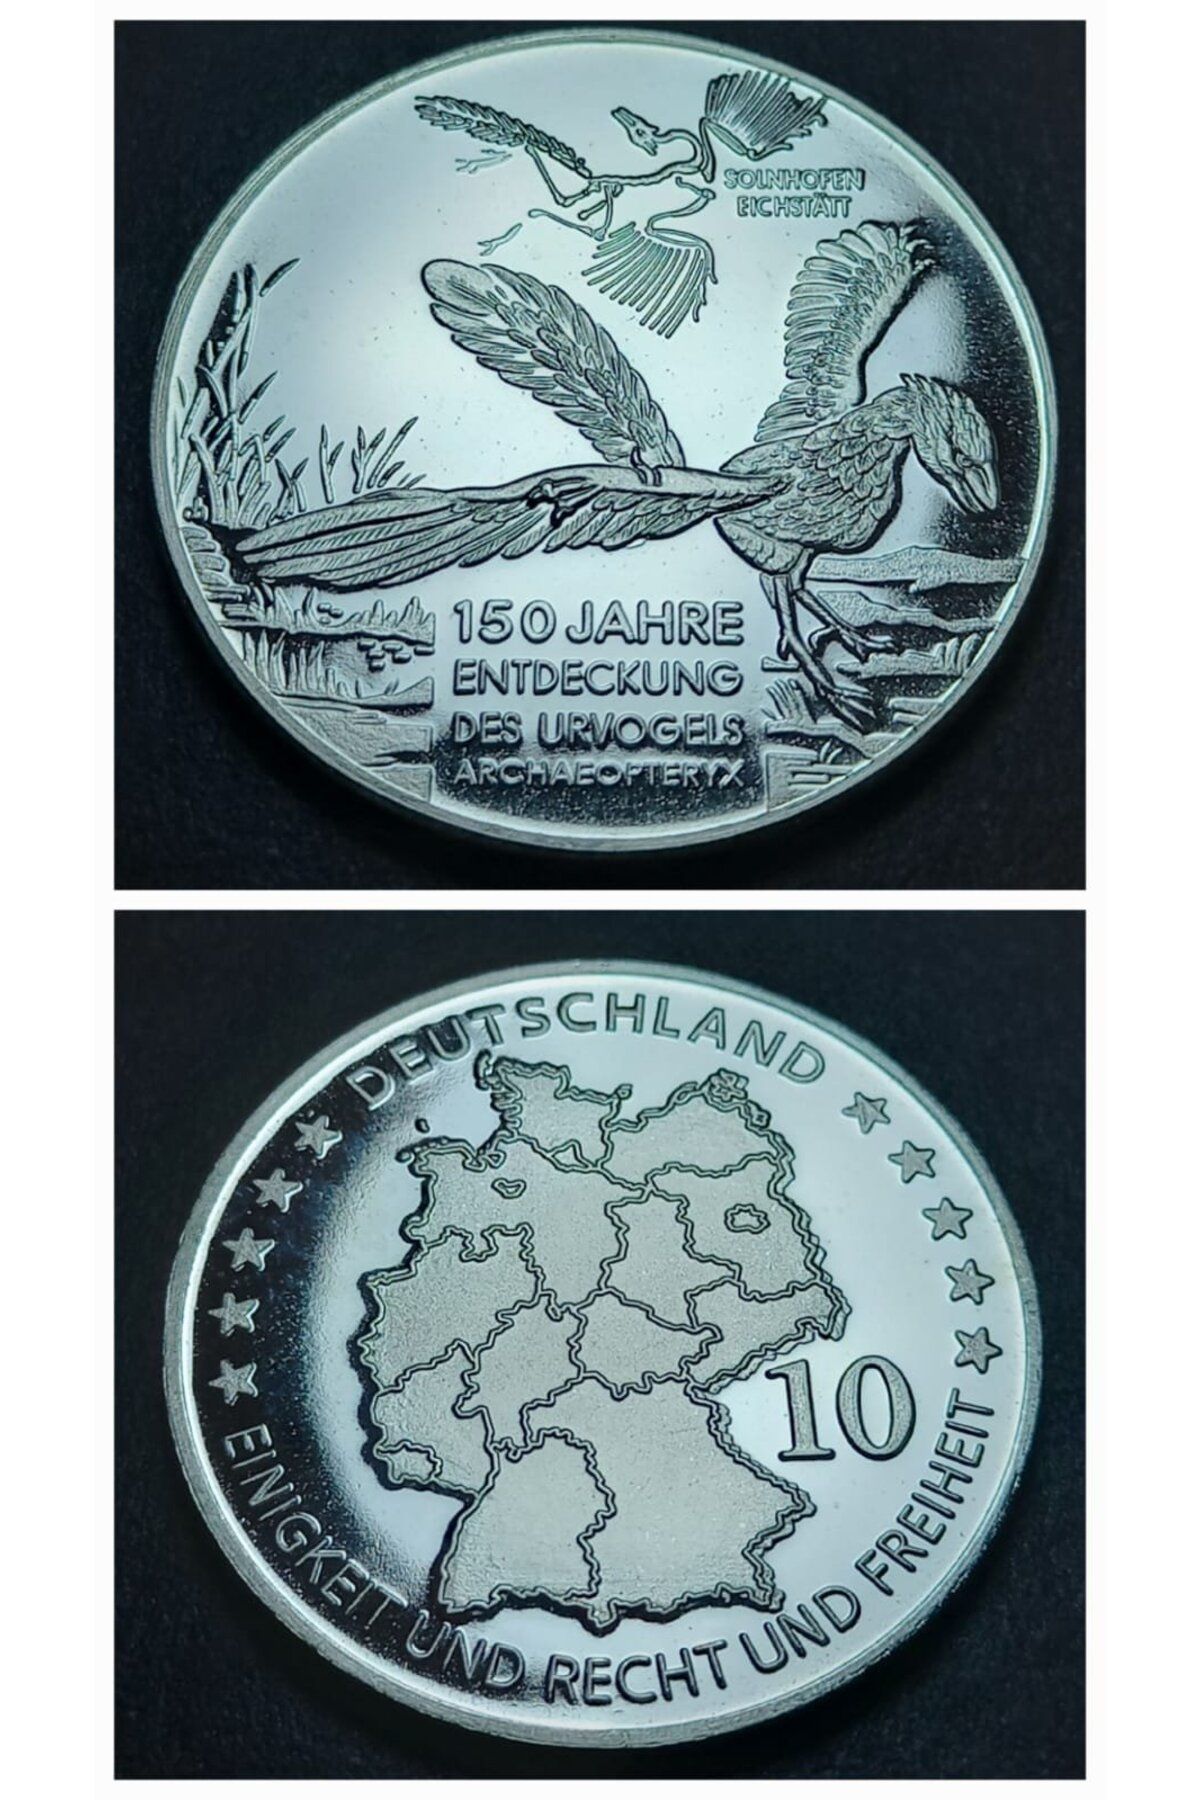 SOLNHOFEN
EICHSTÄTT
150 JAHRE
ENTDECKUNG
DES URVOGELS
ARCHAEOPTERYX
DEUTSCHLAND
10
EINIGKEIT UND RECHT UND FREIHEIT